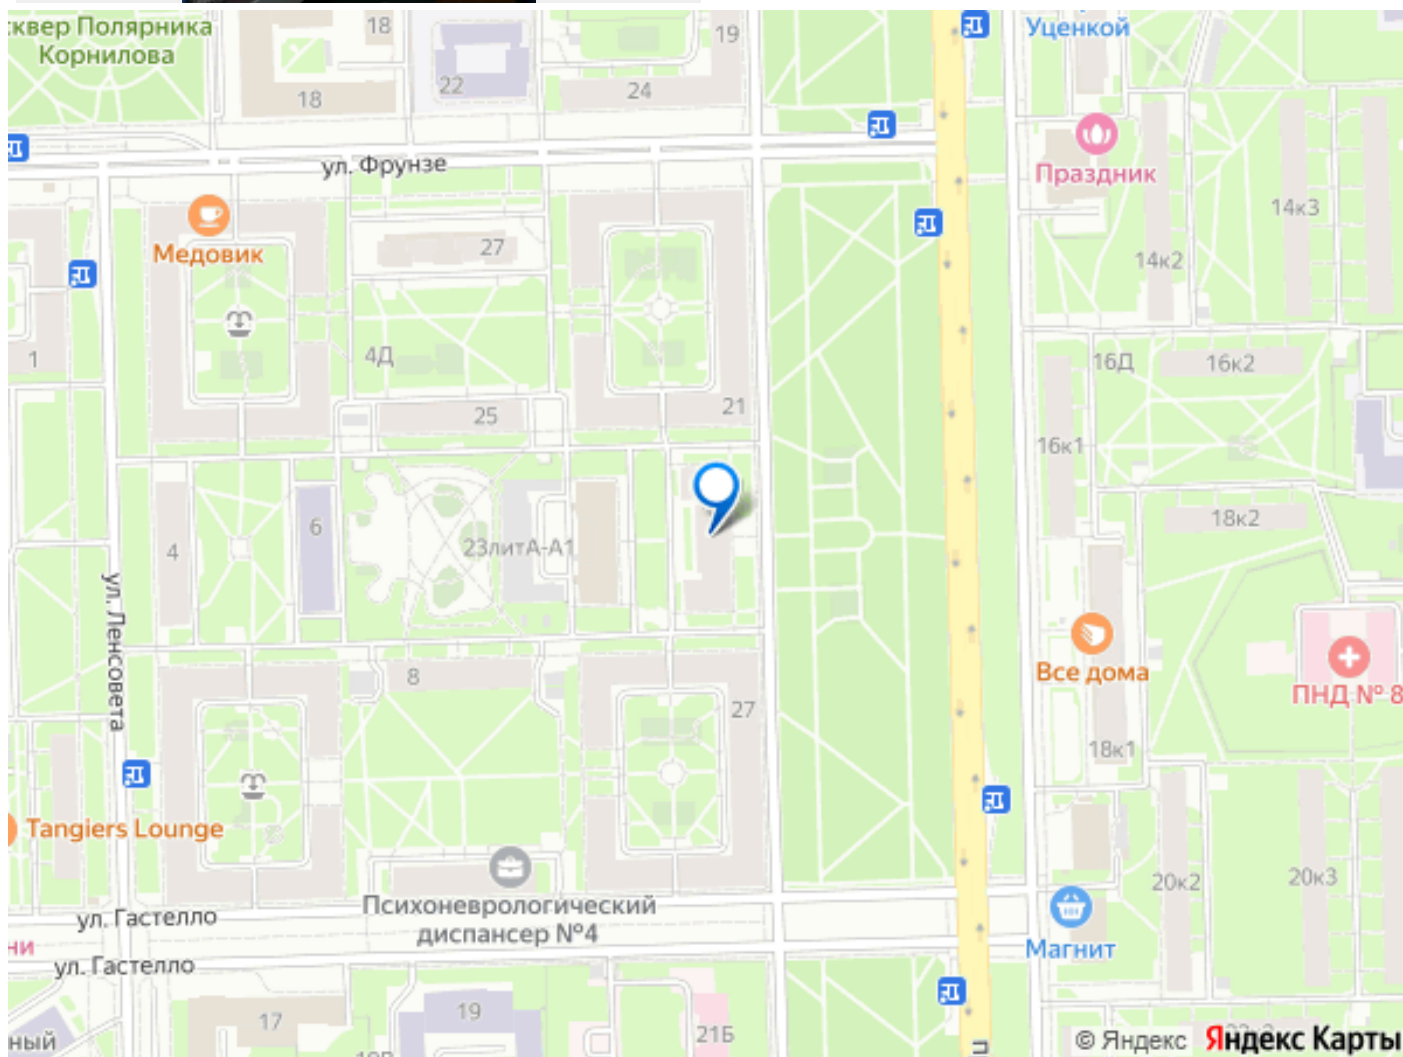 сквер Полярника
Корнилова
18
22
19
Уценкой
18
24
ул. Фрунзе
Праздник
14к3
Медовик
27
14к2
1
4Д
16Д
16к2
25
21
16к1
6
18к2
4
23литА-А1
ул. Ленсовета
Все дома
8
ПНД № 8
27
18к1
Tangiers Lounge
20к2
20к3
Психоневрологический
диспансер №4
ул. Гастелло
ни
Магнит
ул. Гастелло
19
17
21Б
ный
© Яндекс Яндекс Карты